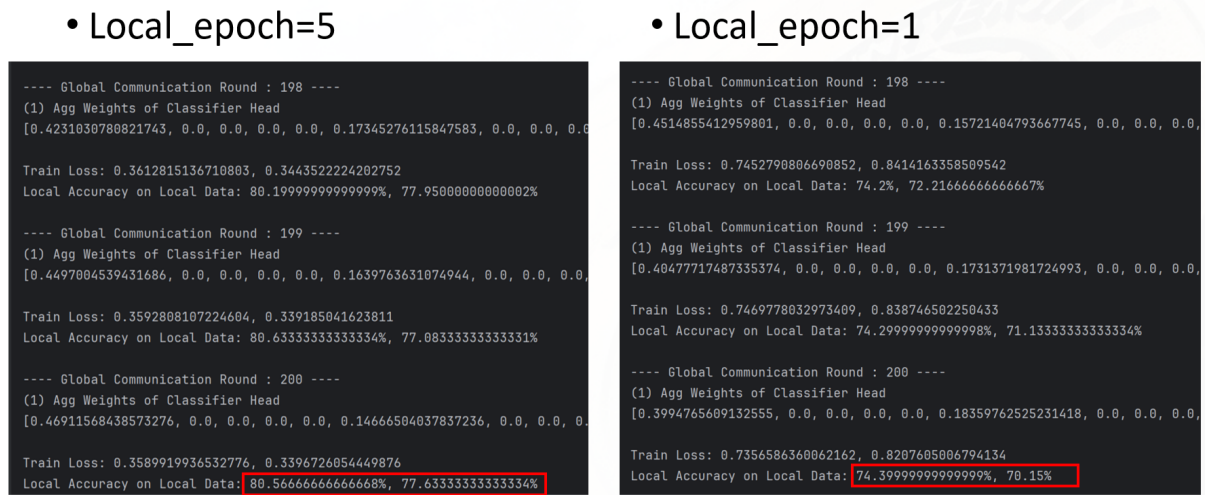 • Local_epoch=5
---- Global Communication Round : 198 ----
(1) Agg Weights of Classifier Head
[0.4231030780821743, 0.0, 0.0, 0.0, 0.0, 0.17345276115847583, 0.0, 0.0, 0.0
Train Loss: 0.3612815136710803, 0.3443522224202752
Local Accuracy on Local Data: 80.19999999999999%, 77.95000000000002%
---- Global Communication Round : 199 ----
(1) Agg Weights of Classifier Head
[0.4497004539431686, 0.0, 0.0, 0.0, 0.0, 0.1639763631074944, 0.0, 0.0, 0.0,
Train Loss: 0.3592808107224604, 0.339185041623811
Local Accuracy on Local Data: 80.63333333333334%, 77.08333333333331%
---- Global Communication Round : 200 ----
(1) Agg Weights of Classifier Head
[0.46911568438573276, 0.0, 0.0, 0.0, 0.0, 0.14666504037837236, 0.0, 0.0, 0.
Train Loss: 0.3589919936532776, 0.3396726054449876
Local Accuracy on Local Data: 80.56666666666668%, 77.63333333333334%
• Local_epoch=1
---- Global Communication Round : 198 ----
(1) Agg Weights of Classifier Head
[0.4514855412959801, 0.0, 0.0, 0.0, 0.0, 0.15721404793667745, 0.0, 0.0, 0.0,
Train Loss: 0.7452790806690852, 0.8414163358509542
Local Accuracy on Local Data: 74.2%, 72.21666666666667%
---- Global Communication Round : 199 ----
(1) Agg Weights of Classifier Head
[0.40477717487335374, 0.0, 0.0, 0.0, 0.0, 0.1731371981724993, 0.0, 0.0, 0.0,
Train Loss: 0.7469778032973409, 0.838746502250433
Local Accuracy on Local Data: 74.29999999999998%, 71.13333333333334%
---- Global Communication Round : 200 ----
(1) Agg Weights of Classifier Head
[0.3994765609132555, 0.0, 0.0, 0.0, 0.0, 0.18359762525231418, 0.0, 0.0, 0.0,
Train Loss: 0.7356586360062162, 0.8207605006794134
Local Accuracy on Local Data: 74.39999999999999%, 70.15%